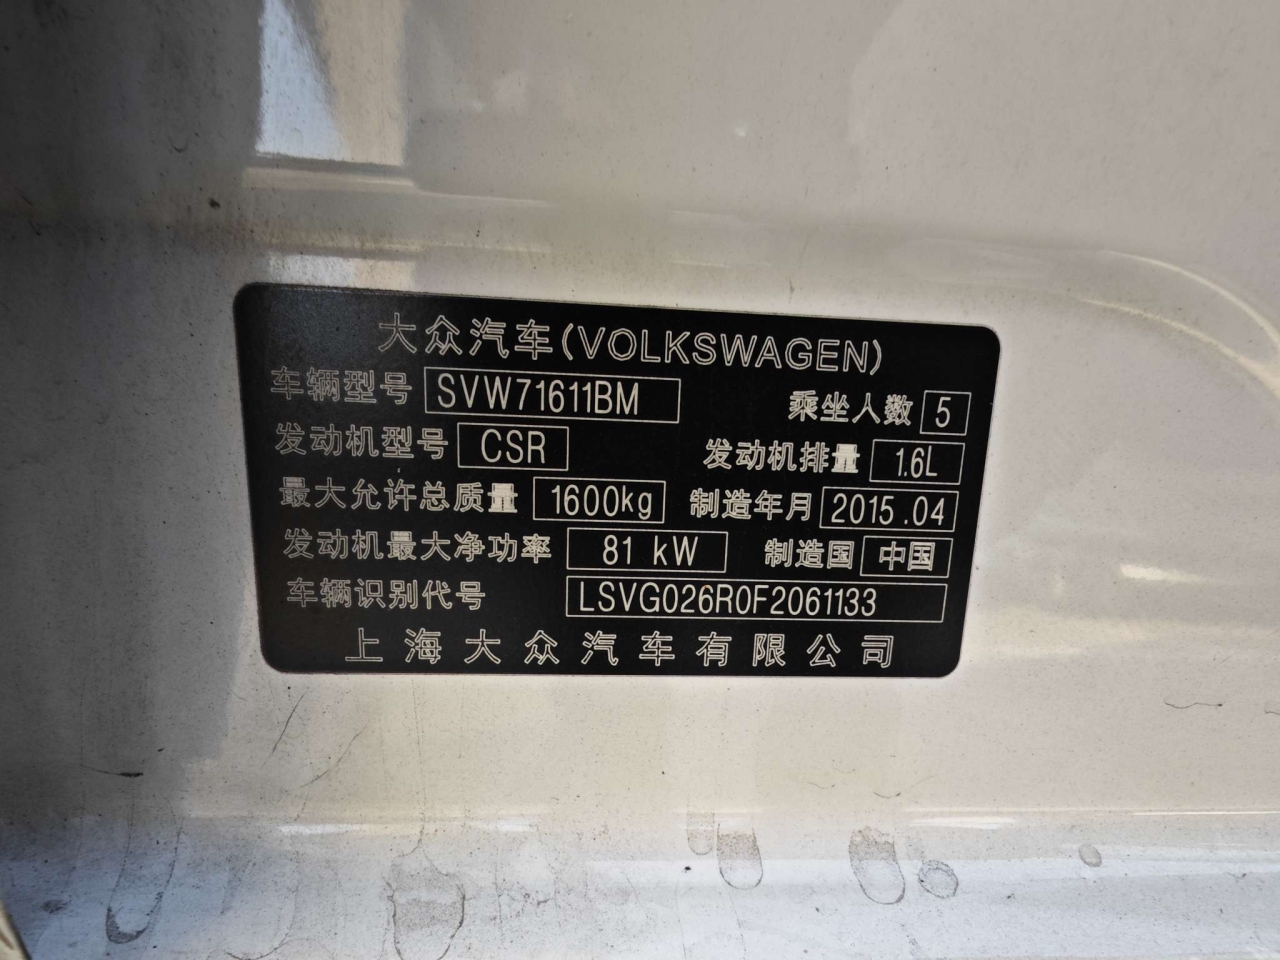 大众汽车(VOLKSWAGEN)
车辆型号 SVW71611BM 乘坐人数 5
发动机型号 CSR 发动机排量 1.6L
最大允许总质量 1600kg 制造年月 2015.04
发动机最大净功率 81 kW 制造国 中国
车辆识别代号 LSVG026R0F2061133
上海大众汽车有限公司